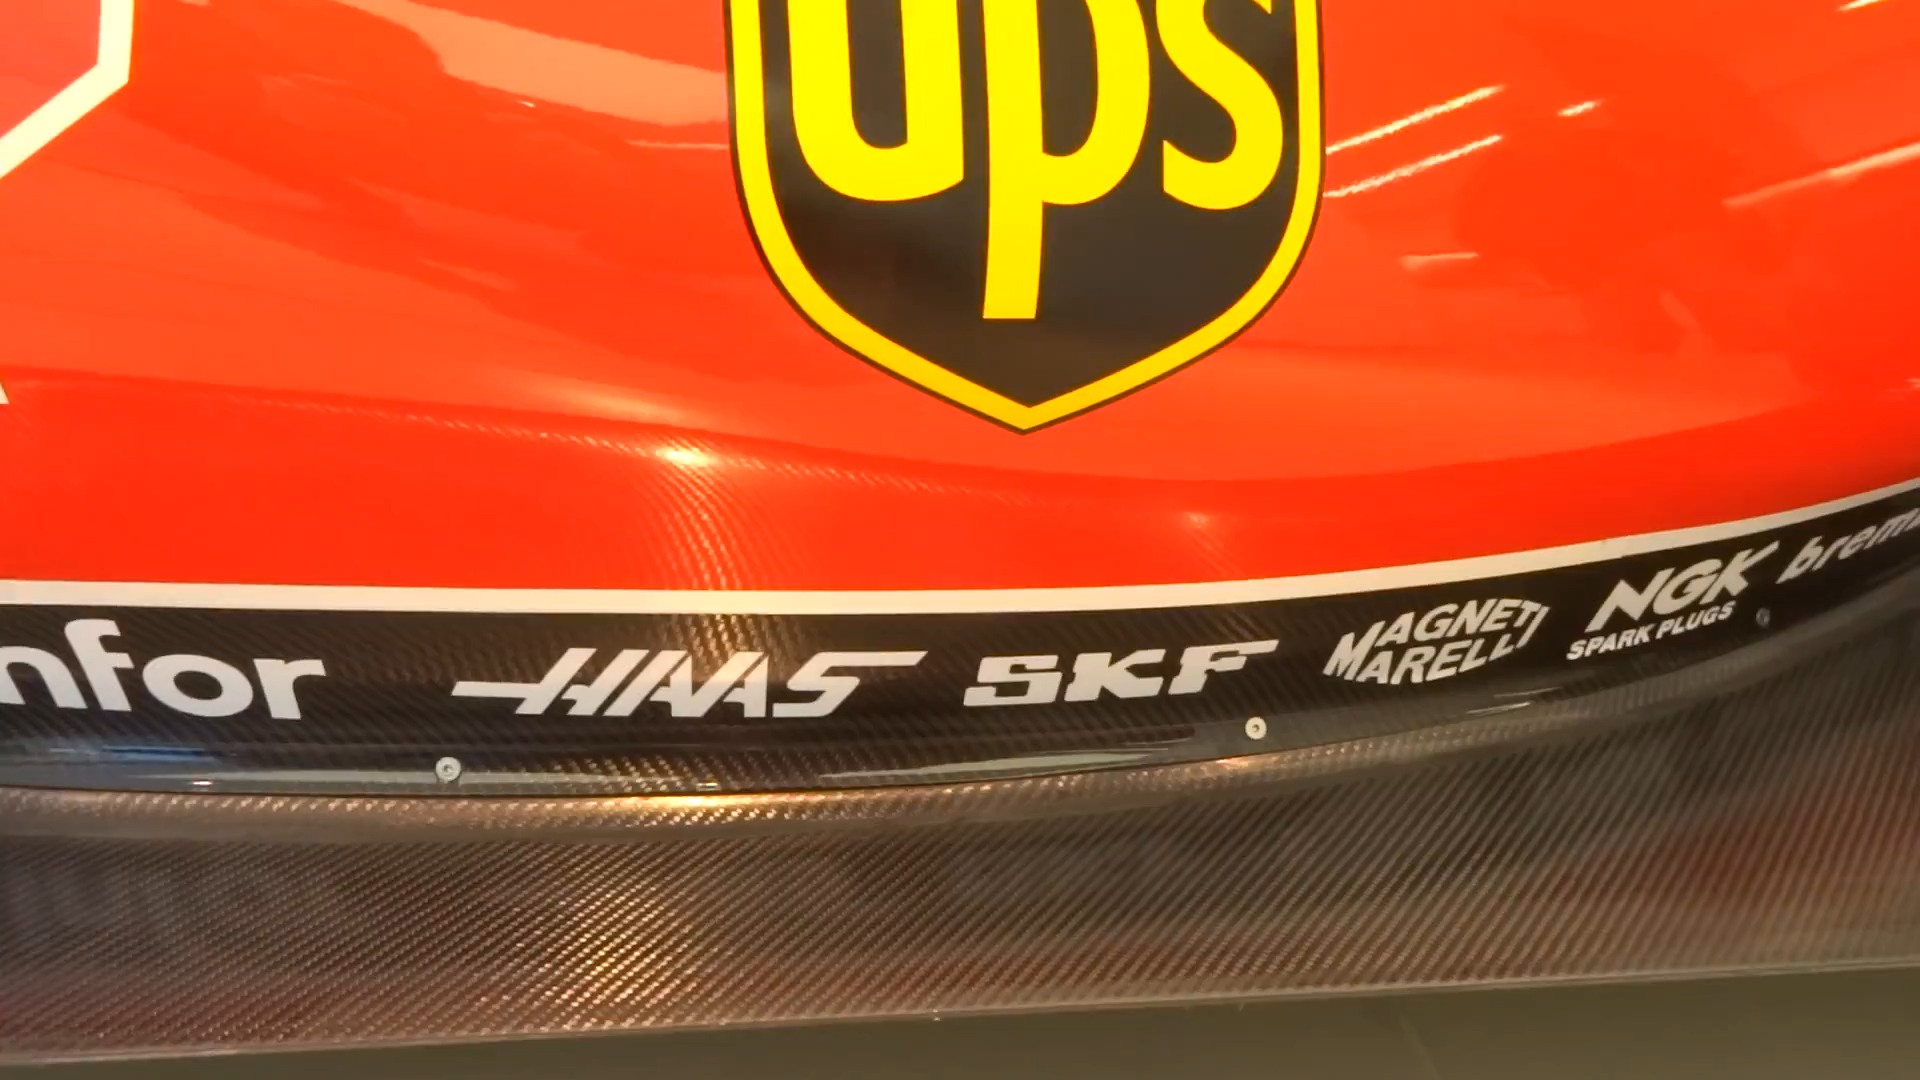 ups
nfor
HAAS
SKF
MAGNETI
MARELLI
NGK
SPARK PLUGS
brem